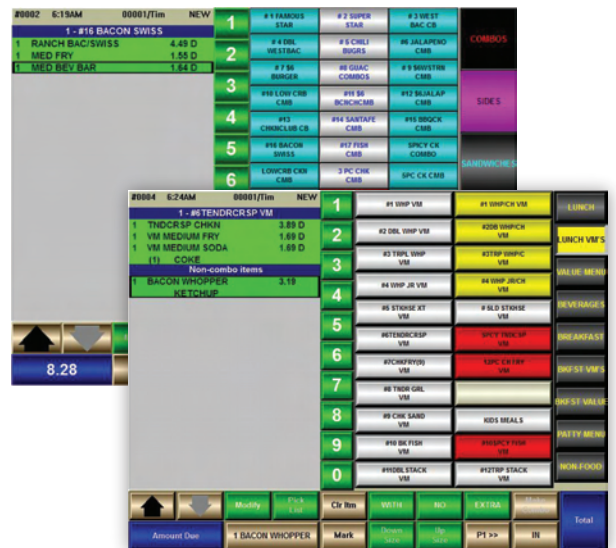 #0002 6:19AM 00001/Tim NEW
1 - #16 BACON SWISS
1 RANCH BAC/SWISS 4.49 D
1 MED FRY 1.55 D
1 MED BEV BAR 1.64 D
8.28
1
2
3
4
5
6
# 1 FAMOUS STAR
# 2 SUPER STAR
# 3 WEST BAC CB
# 4 DBL WESTBAC
# 5 CHILI BUGRS
#6 JALAPENO CMB
# 7 $6 BURGER
#8 GUAC COMBOS
# 9 $6WSTRN CMB
#10 LOW CRB CMB
#11 $6 BCNCHCMB
#12 $6JALAP CMB
#13 CHKNCLUB CB
#14 SANTAFE CMB
#15 BBQCK CMB
#16 BACON SWISS
#17 FISH CMB
SPICY CK COMBO
LOWCRB CKN CMB
3 PC CHK CMB
5PC CK CMB
COMBOS
SIDES
SANDWICHES
#0004 6:24AM 00001/Tim NEW
1 - #6TENDRCRSP VM
1 TNDCRSP CHKN 3.89 D
1 VM MEDIUM FRY 1.69 D
1 VM MEDIUM SODA 1.69 D
(1) COKE
Non-combo items
1 BACON WHOPPER 3.19
KETCHUP
1
2
3
4
5
6
7
8
9
0
#1 WHP VM
#1 WHP/CH VM
#2 DBL WHP VM
#2DB WHP/CH VM
#3 TRPL WHP VM
#3TRP WHP/C VM
#4 WHP JR VM
#4 WHP JR/CH VM
#5 STKHSE XT VM
# 5LD STKHSE VM
#6TENDRCRSP VM
SPCY TNDCSP VM
#7CHKFRY(9) VM
12PC CK FRY VM
#8 TNDR GRL VM
#9 CHK SAND VM
KIDS MEALS
#10 BK FISH VM
#10SPCY FISH VM
#11DBLSTACK VM
#12TRP STACK VM
LUNCH
LUNCH VM'S
VALUE MENU
BEVERAGES
BREAKFAST
BKFST VM'S
BKFST VALUE
PATTY MENU
NON-FOOD
Modify
Pick List
Clr Itm
WITH
NO
EXTRA
Total
Amount Due
1 BACON WHOPPER
Mark
Down Size
Up Size
P1 >>
IN